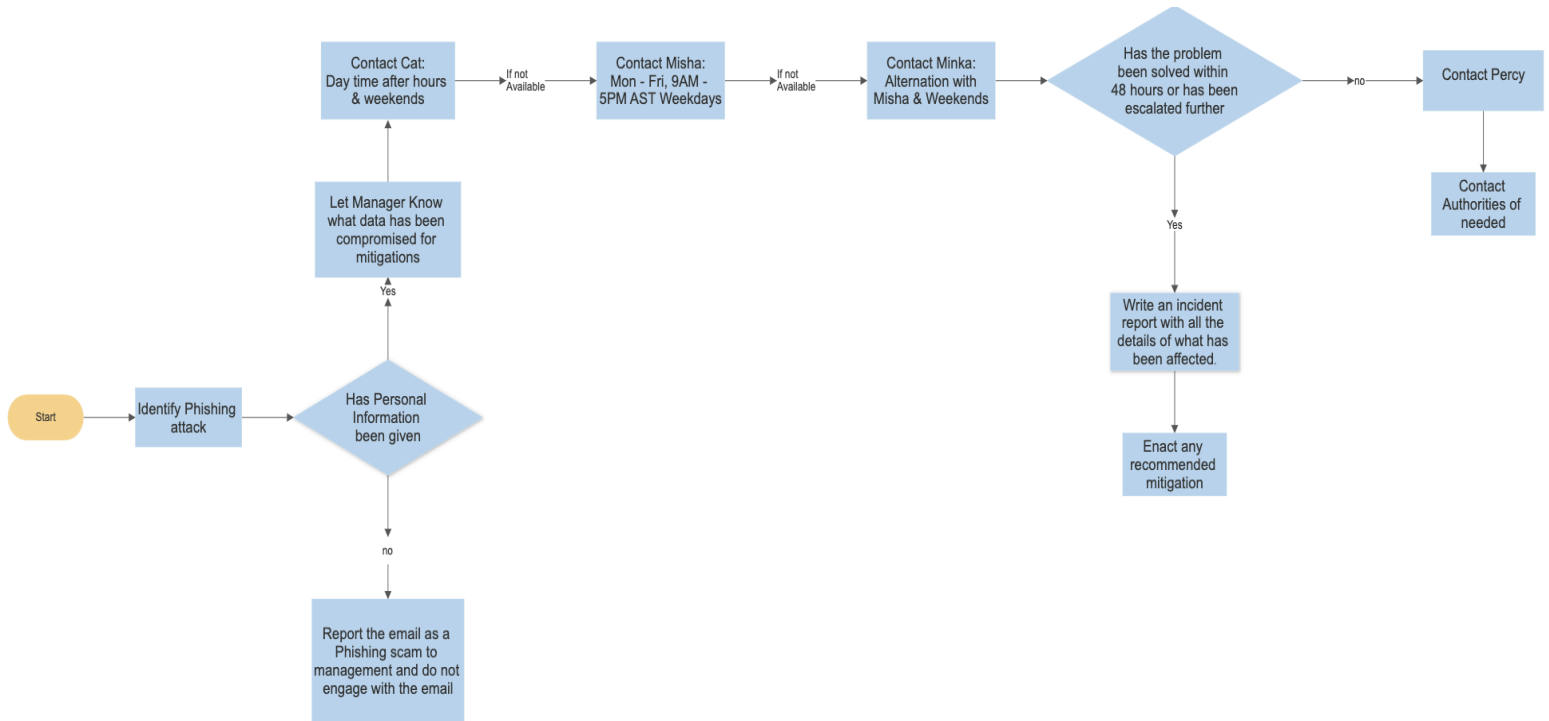 Start
Identify Phishing
attack
Has Personal
Information
been given
Yes
Let Manager Know
what data has been
compromised for
mitigations
Contact Cat:
Day time after hours
& weekends
If not
Available
Contact Misha:
Mon - Fri, 9AM -
5PM AST Weekdays
If not
Available
Contact Minka:
Alternation with
Misha & Weekends
Has the problem
been solved within
48 hours or has been
escalated further
no
Contact Percy
Contact
Authorities of
needed
Yes
Write an incident
report with all the
details of what has
been affected.
Enact any
recommended
mitigation
no
Report the email as a
Phishing scam to
management and do not
engage with the email